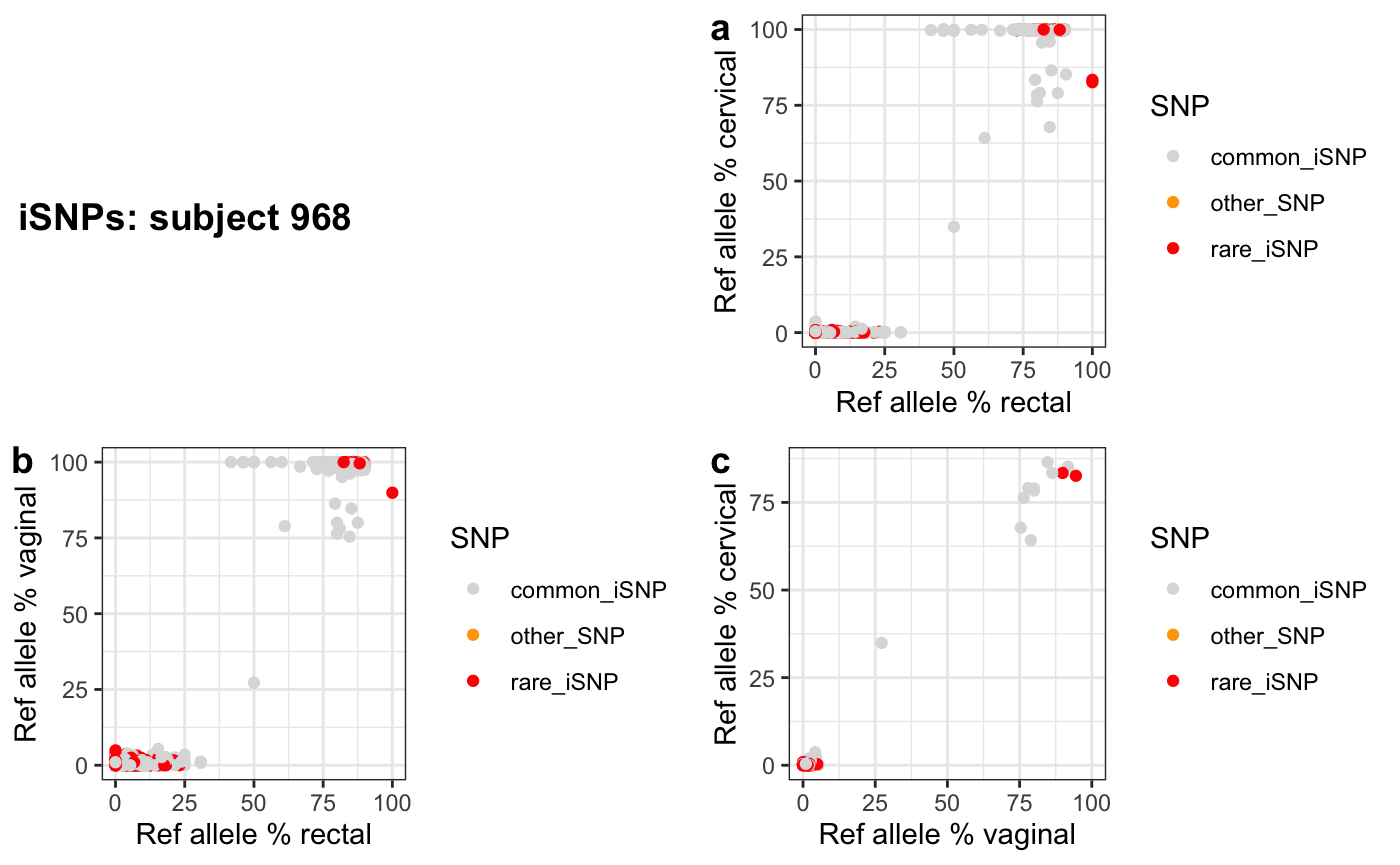 iSNPs: subject 968
a
Ref allele % cervical
100
75
50
25
0
0 25 50 75 100
Ref allele % rectal
SNP
common_iSNP
other_SNP
rare_iSNP
b
Ref allele % vaginal
100
75
50
25
0
0 25 50 75 100
Ref allele % rectal
SNP
common_iSNP
other_SNP
rare_iSNP
c
Ref allele % cervical
75
50
25
0
0 25 50 75 100
Ref allele % vaginal
SNP
common_iSNP
other_SNP
rare_iSNP